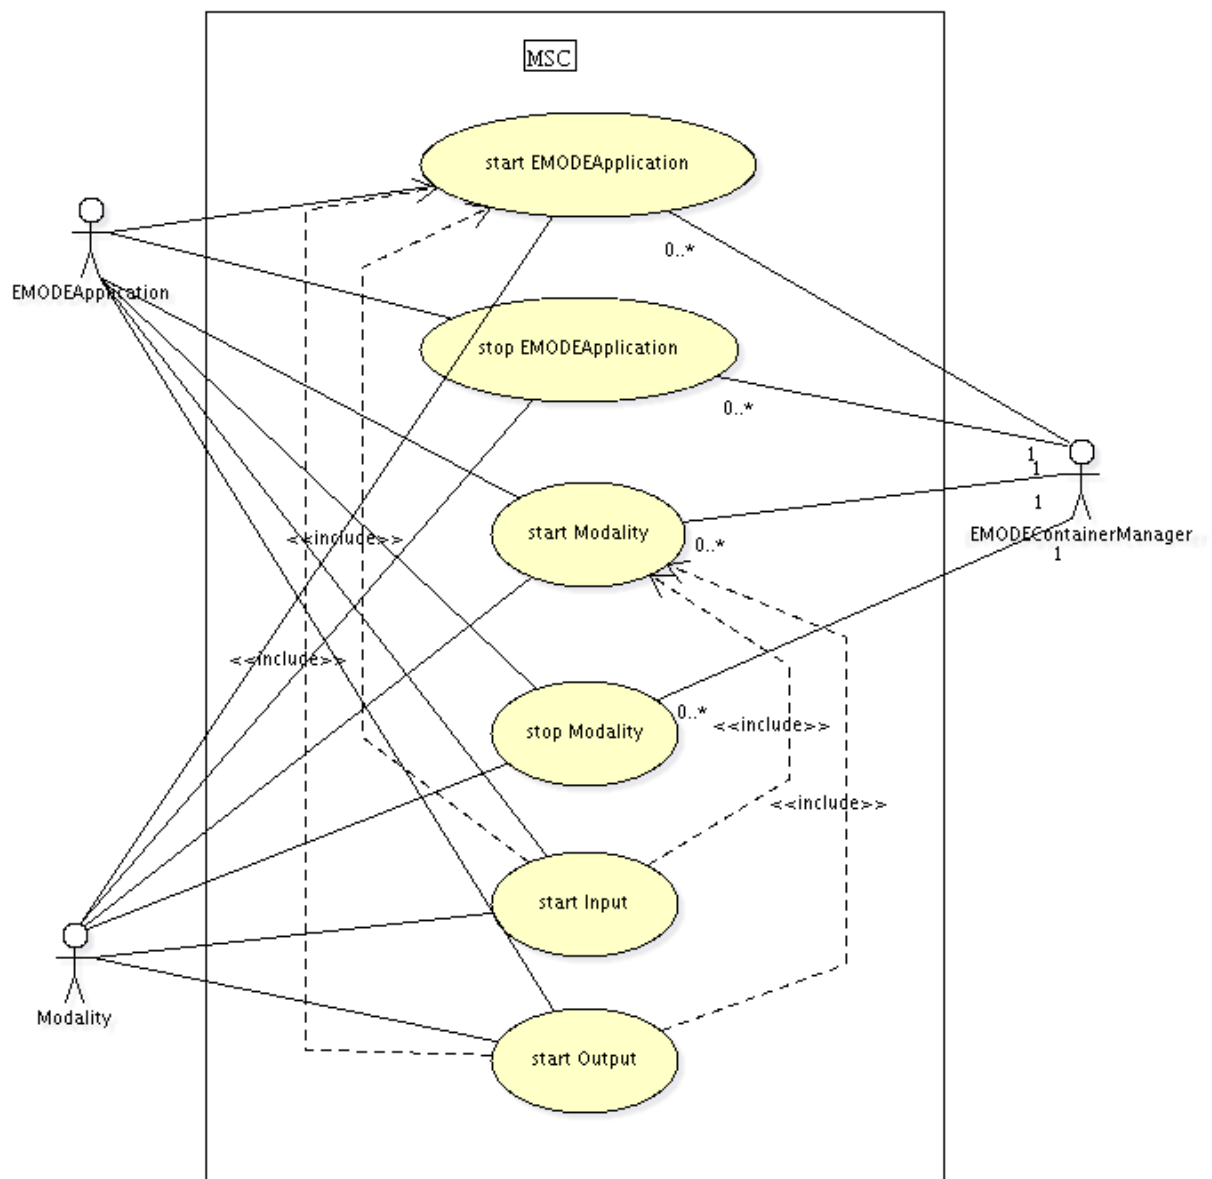 MSC
start EMODEApplication
0..*
EMODEApplication
stop EMODEApplication
0..*
1
1
1
start Modality
0..*
<<include>>
EMODEContainerManager
1
<<include>>
stop Modality
0..*
<<include>>
<<include>>
start Input
Modality
start Output